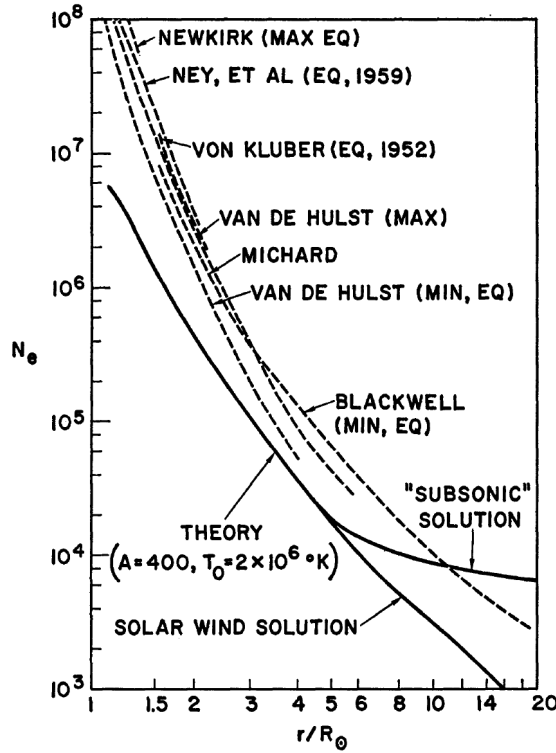 10⁸
NEWKIRK (MAX EQ)
NEY, ET AL (EQ, 1959)
10⁷
VON KLUBER (EQ, 1952)
VAN DE HULST (MAX)
MICHARD
10⁶
VAN DE HULST (MIN, EQ)
Nₑ
10⁵
BLACKWELL
(MIN, EQ)
"SUBSONIC"
SOLUTION
THEORY
(A=400, T₀=2×10⁶ °K)
10⁴
SOLAR WIND SOLUTION
10³
1 1.5 2 3 4 5 6 8 10 14 20
r/R⊙